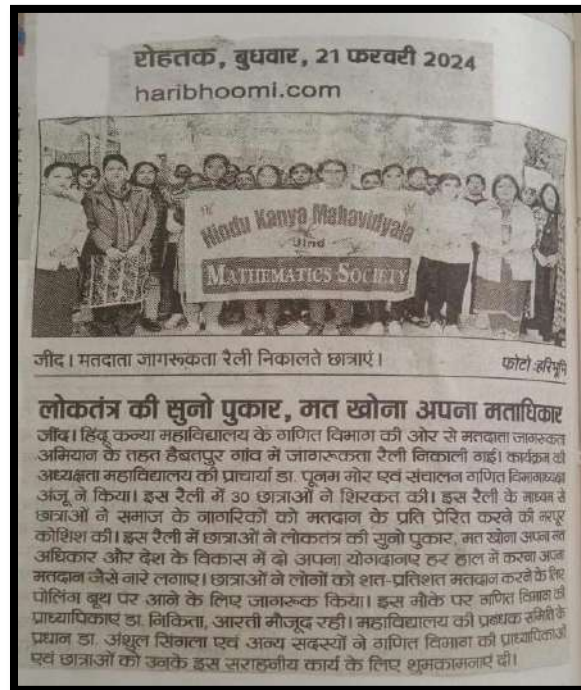 रोहतक, बुधवार, 21 फरवरी 2024
haribhoomi.com
Hindu Kanya Mahavidyala
Jind
MATHEMATICS SOCIETY
जींद। मतदाता जागरूकता रैली निकालते छात्राएं।
फोटो :हरिभूमि
लोकतंत्र की सुनो पुकार, मत खोना अपना मताधिकार
जींद। हिंदू कन्या महाविद्यालय के गणित विभाग की ओर से मतदाता जागरूकता
अभियान के तहत हैबतपुर गांव में जागरूकता रैली निकाली गई। कार्यक्रम की
अध्यक्षता महाविद्यालय की प्राचार्या डा. पूनम मोर एवं संचालन गणित विभागाध्यक्ष
अंजू ने किया। इस रैली में 30 छात्राओं ने शिरकत की। इस रैली के माध्यम से
छात्राओं ने समाज के नागरिकों को मतदान के प्रति प्रेरित करने की भरपूर
कोशिश की। इस रैली में छात्राओं ने लोकतंत्र की सुनो पुकार, मत खोना अपना मत
अधिकार और देश के विकास में दो अपना योगदानए हर हाल में करना अपना
मतदान जैसे नारे लगाए। छात्राओं ने लोगों को शत-प्रतिशत मतदान करने के लिए
पोलिंग बूथ पर आने के लिए जागरूक किया। इस मौके पर गणित विभाग की
प्राध्यापिकाए डा. निकिता, आरती मौजूद रही। महाविद्यालय की प्रबंधक समिति के
प्रधान डा. अंशुल सिंगला एवं अन्य सदस्यों ने गणित विभाग की प्राध्यापिकाओं
एवं छात्राओं को उनके इस सराहनीय कार्य के लिए शुभकामनाएं दी।